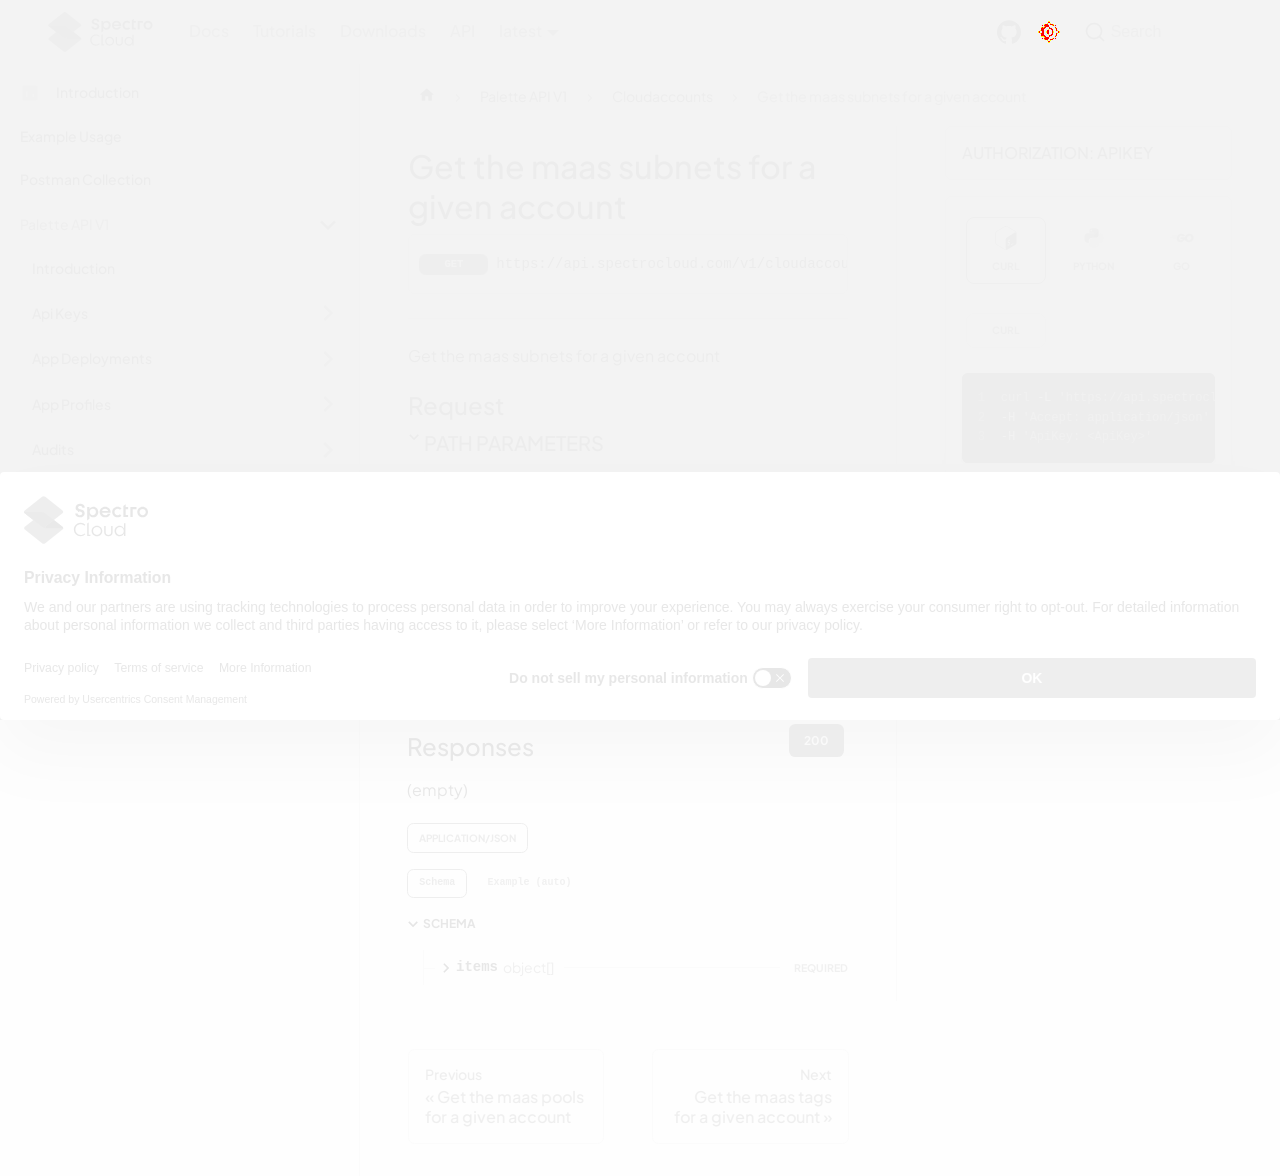 Spectro Cloud
Docs Tutorials Downloads API latest
Search
Introduction
Example Usage
Postman Collection
Palette API V1
Introduction
Api Keys
App Deployments
App Profiles
Audits
Palette API V1
Cloudaccounts
Get the maas subnets for a given account
Get the maas subnets for a
given account
GET
Get the maas subnets for a given account
Request
PATH PARAMETERS
AUTHORIZATION: APIKEY
CURL
PYTHON
GO
CURL
Spectro
Cloud
Privacy Information
We and our partners are using tracking technologies to process personal data in order to improve your experience. You may always exercise your consumer right to opt-out. For detailed information
about personal information we collect and third parties having access to it, please select ‘More Information’ or refer to our privacy policy.
Privacy policy Terms of service More Information
Do not sell my personal information
OK
Powered by Usercentrics Consent Management
Responses
200
(empty)
APPLICATION/JSON
Schema Example (auto)
SCHEMA
items object[] REQUIRED
Previous
« Get the maas pools
for a given account
Next
Get the maas tags
for a given account »